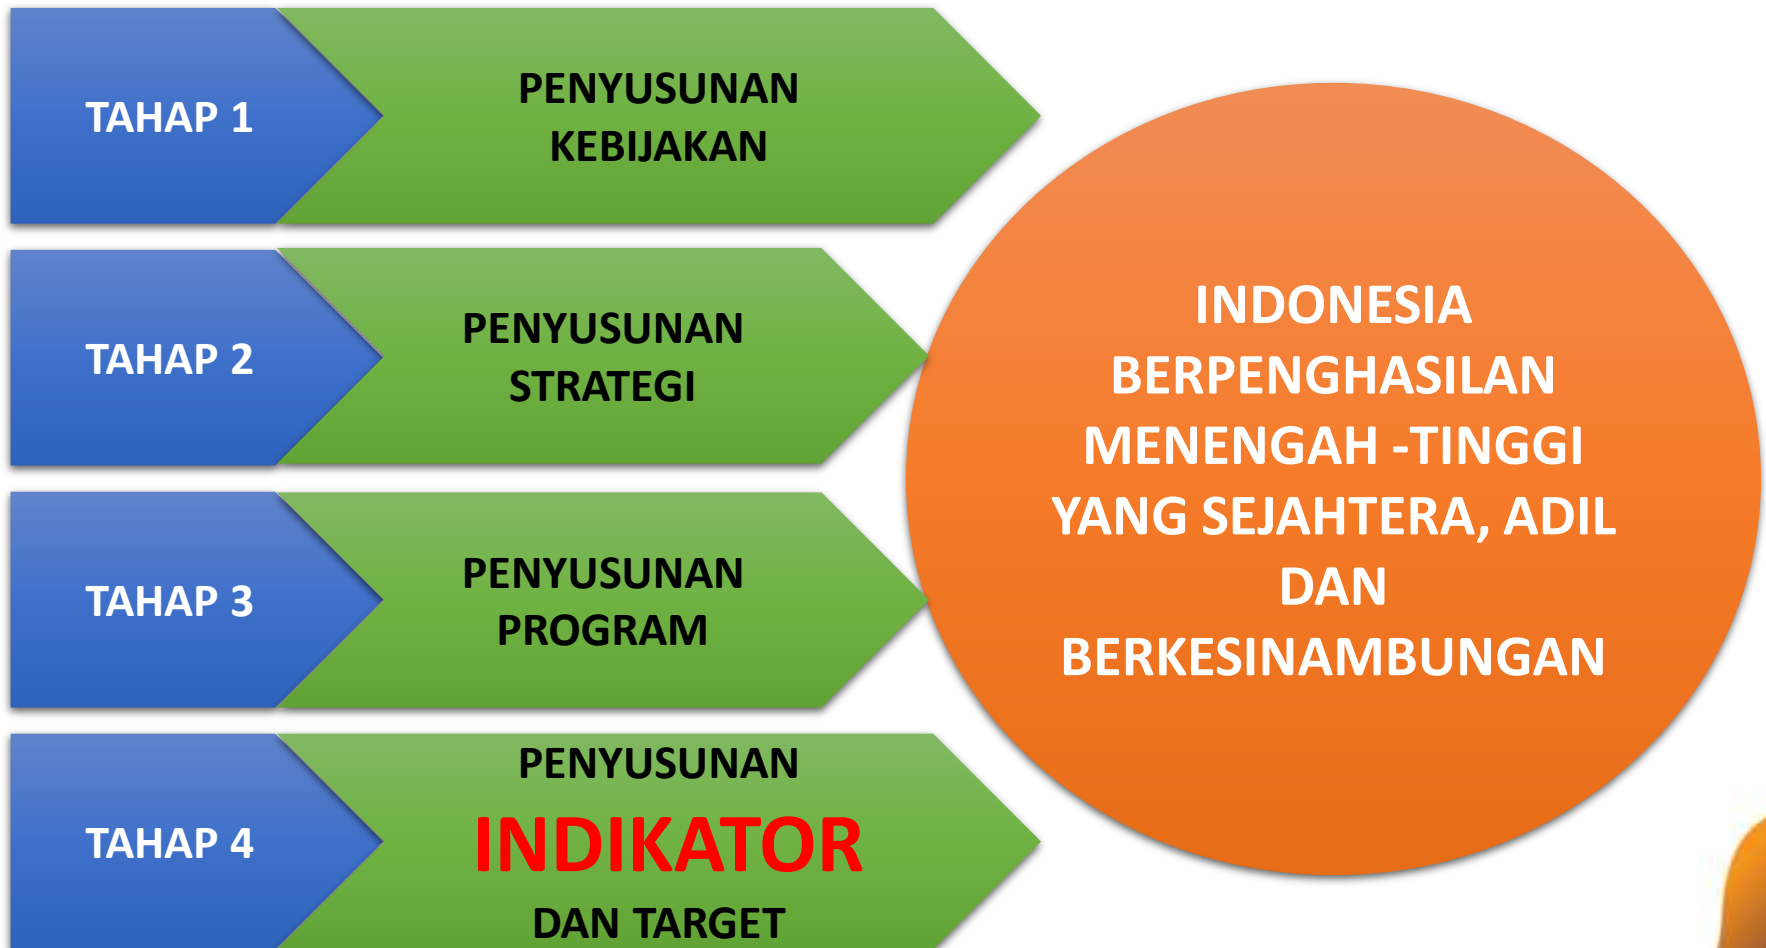 TAHAP 1
PENYUSUNAN
KEBIJAKAN
TAHAP 2
PENYUSUNAN
STRATEGI
TAHAP 3
PENYUSUNAN
PROGRAM
TAHAP 4
PENYUSUNAN
INDIKATOR
DAN TARGET
INDONESIA
BERPENGHASILAN
MENENGAH -TINGGI
YANG SEJAHTERA, ADIL
DAN
BERKESINAMBUNGAN